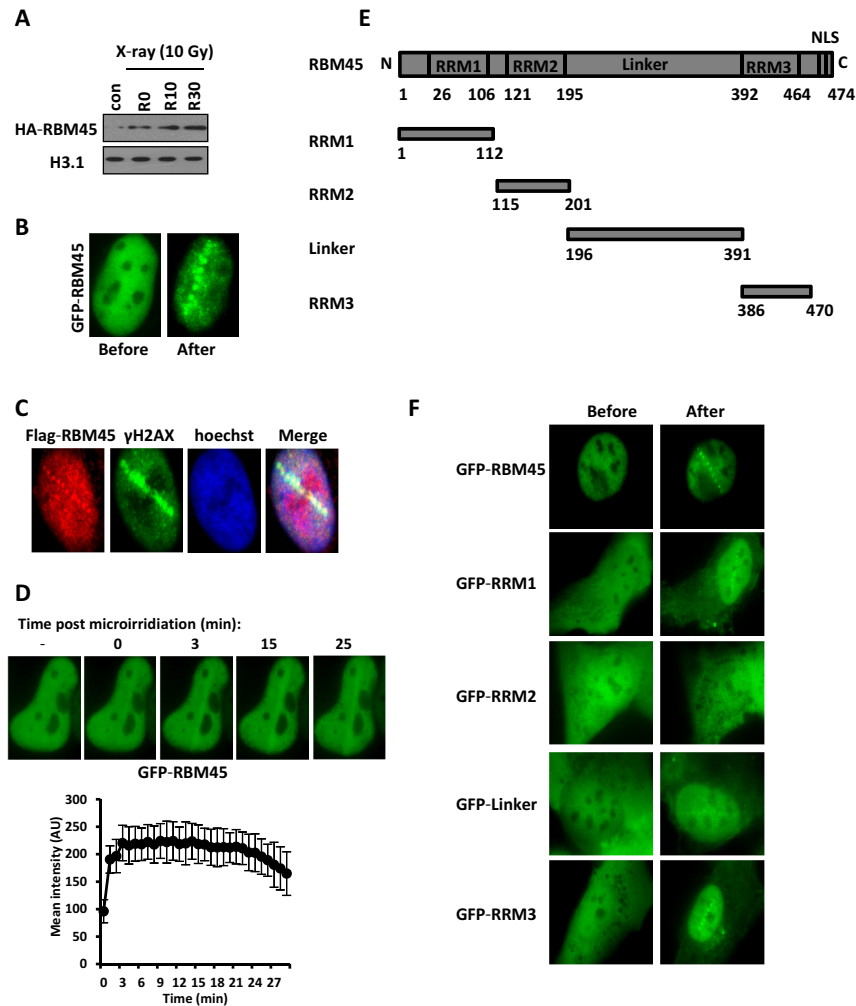 A
X-ray (10 Gy)
con
R0
R10
R30
HA-RBM45
H3.1
B
GFP-RBM45
Before
After
C
Flag-RBM45 γH2AX hoechst Merge
D
Time post microirridiation (min):
- 0 3 15 25
GFP-RBM45
Mean intensity (AU)
300
250
200
150
100
50
0
0 3 6 9 12 15 18 21 24 27
Time (min)
E
NLS
RBM45 N RRM1 RRM2 Linker RRM3 C
1 26 106 121 195 392 464 474
RRM1
1 112
RRM2
115 201
Linker
196 391
RRM3
386 470
F
Before After
GFP-RBM45
GFP-RRM1
GFP-RRM2
GFP-Linker
GFP-RRM3